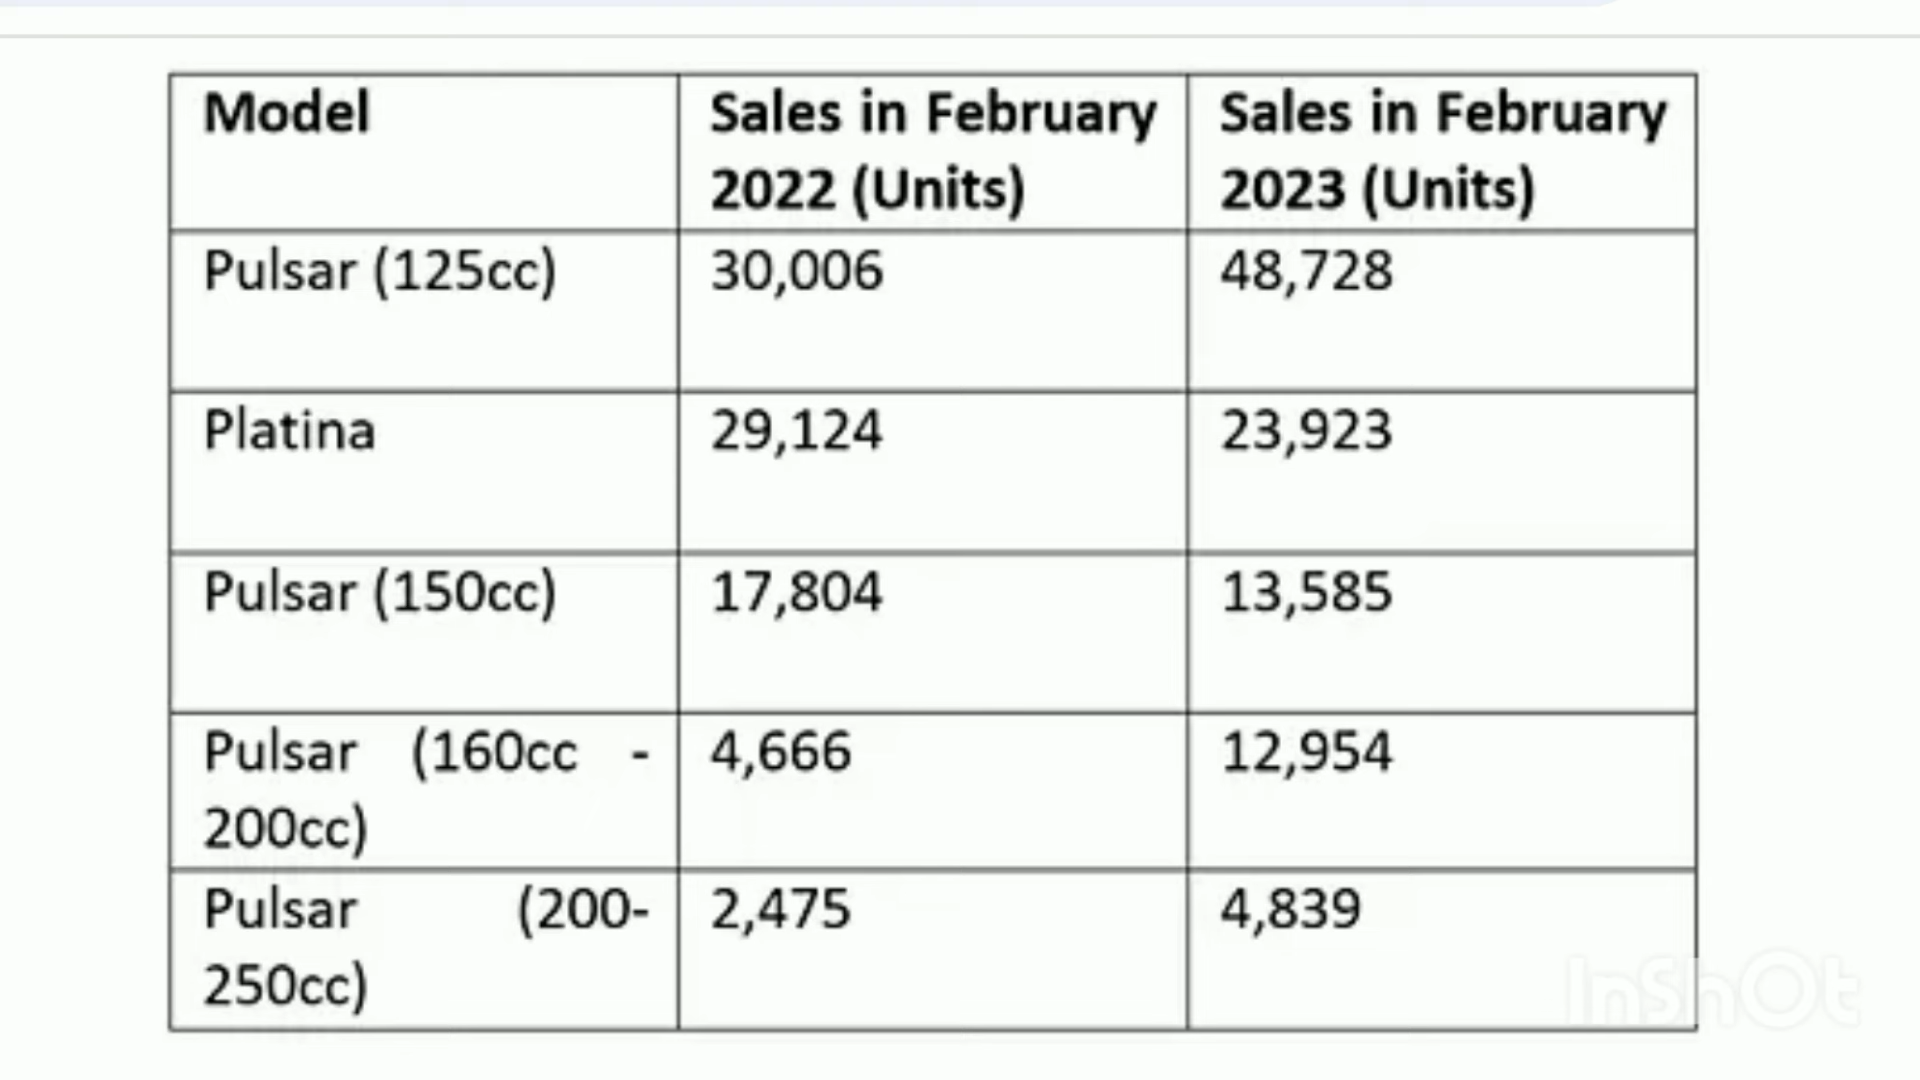 Model
Sales in February
2022 (Units)
Sales in February
2023 (Units)
Pulsar (125cc)
30,006
48,728
Platina
29,124
23,923
Pulsar (150cc)
17,804
13,585
Pulsar (160cc -
200cc)
4,666
12,954
Pulsar (200-
250cc)
2,475
4,839
InShOt